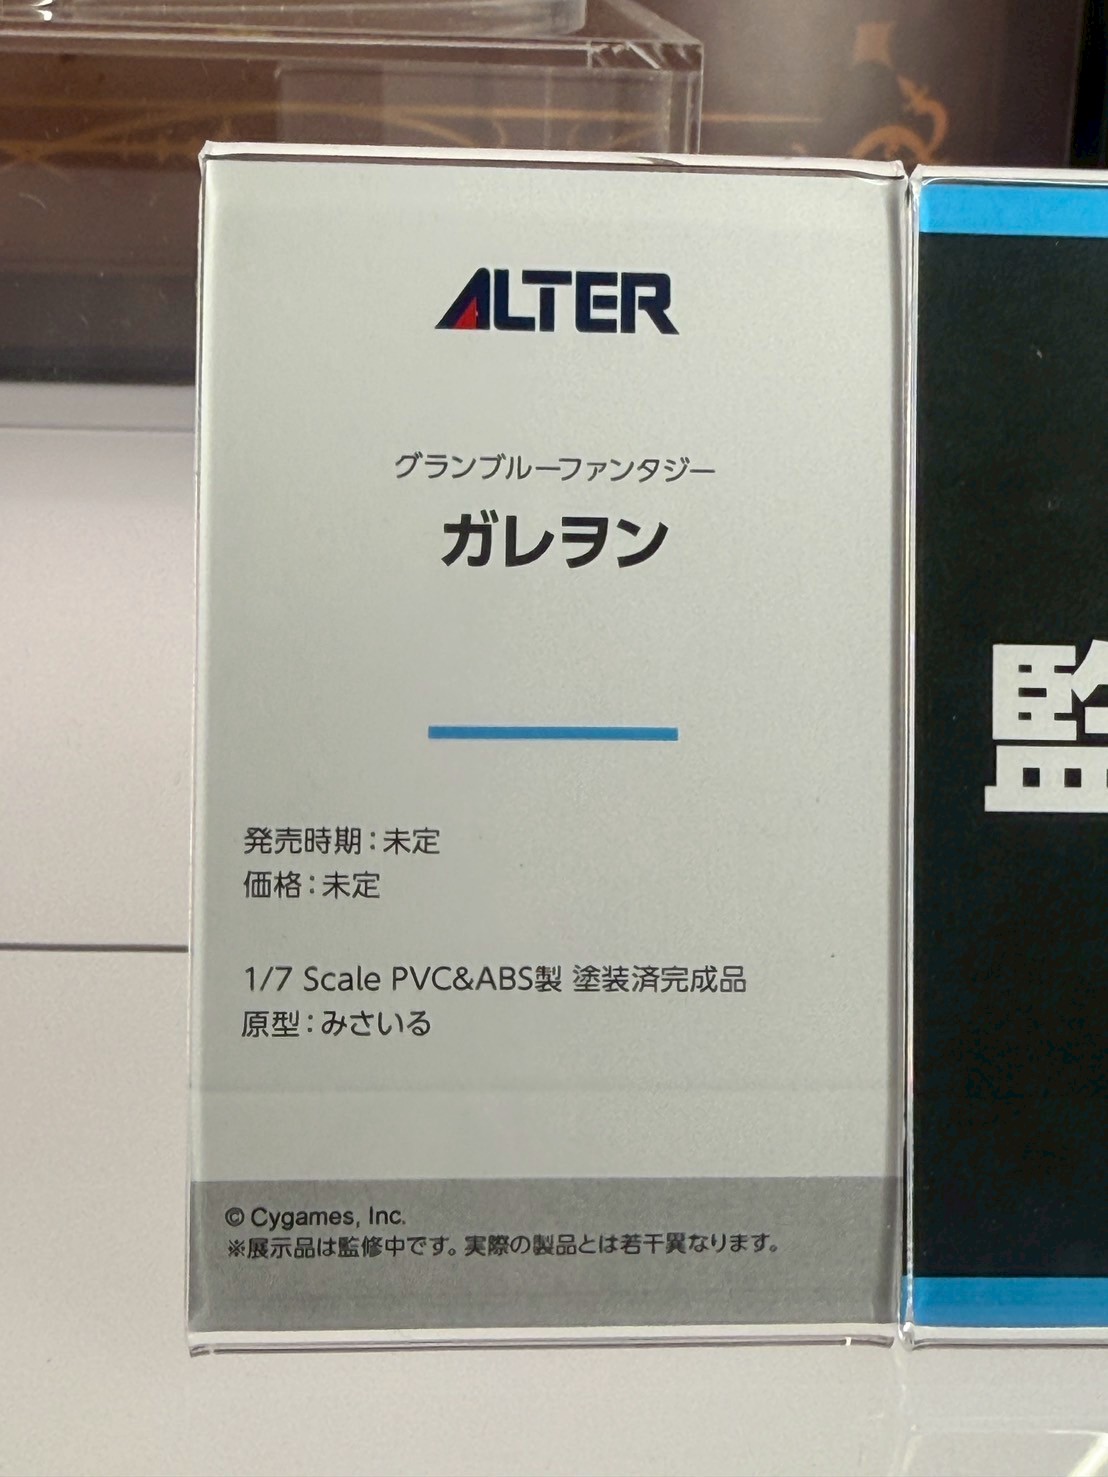 ALTER
グランブルーファンタジー
ガレヲン
発売時期：未定
価格：未定
1/7 Scale PVC&ABS製 塗装済完成品
原型：みさいる
© Cygames, Inc.
※展示品は監修中です。実際の製品とは若干異なります。
監